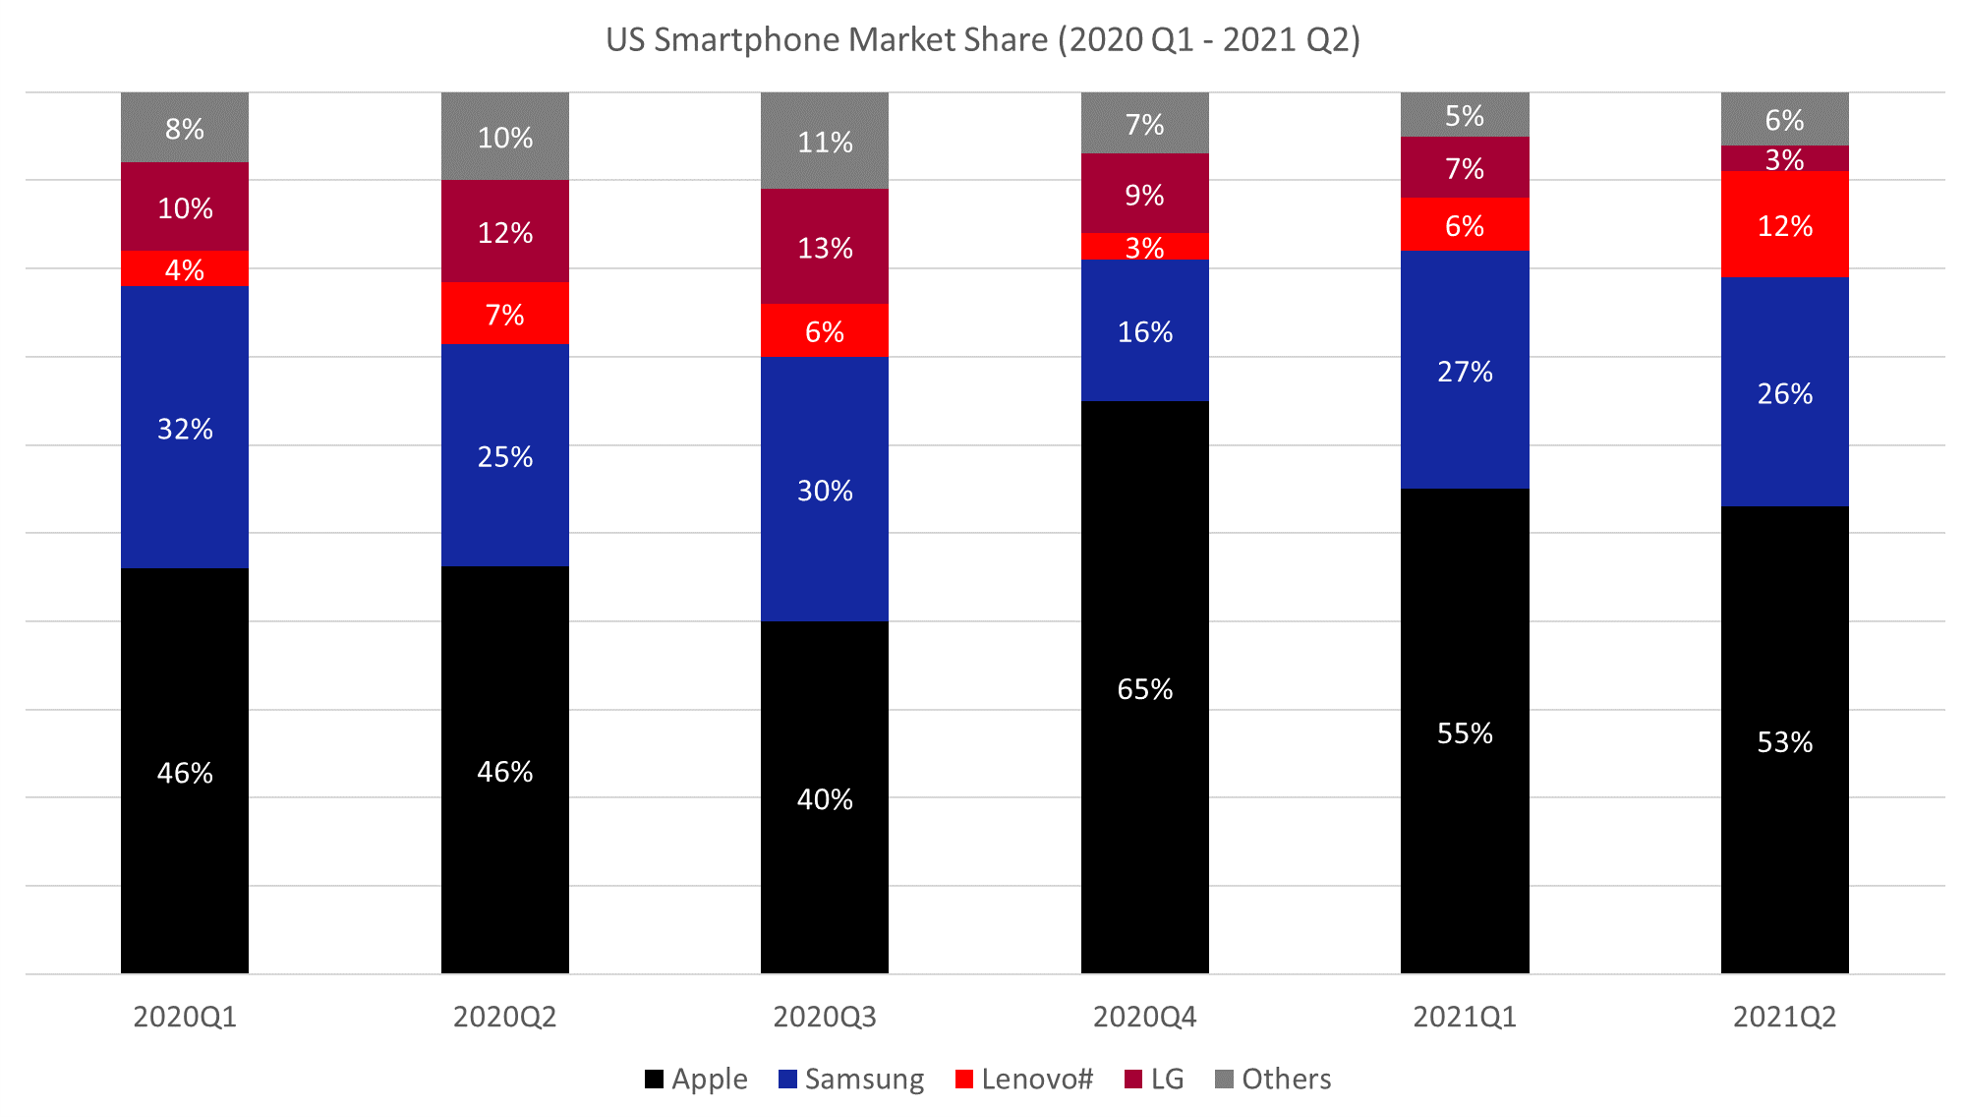 US Smartphone Market Share (2020 Q1 - 2021 Q2)
8% 10% 11% 7% 5% 6%
10% 12% 13% 9% 7% 3%
4% 7% 6% 3% 6% 12%
32% 25% 30% 16% 27% 26%
46% 46% 40% 65% 55% 53%
2020Q1 2020Q2 2020Q3 2020Q4 2021Q1 2021Q2
Apple Samsung Lenovo# LG Others